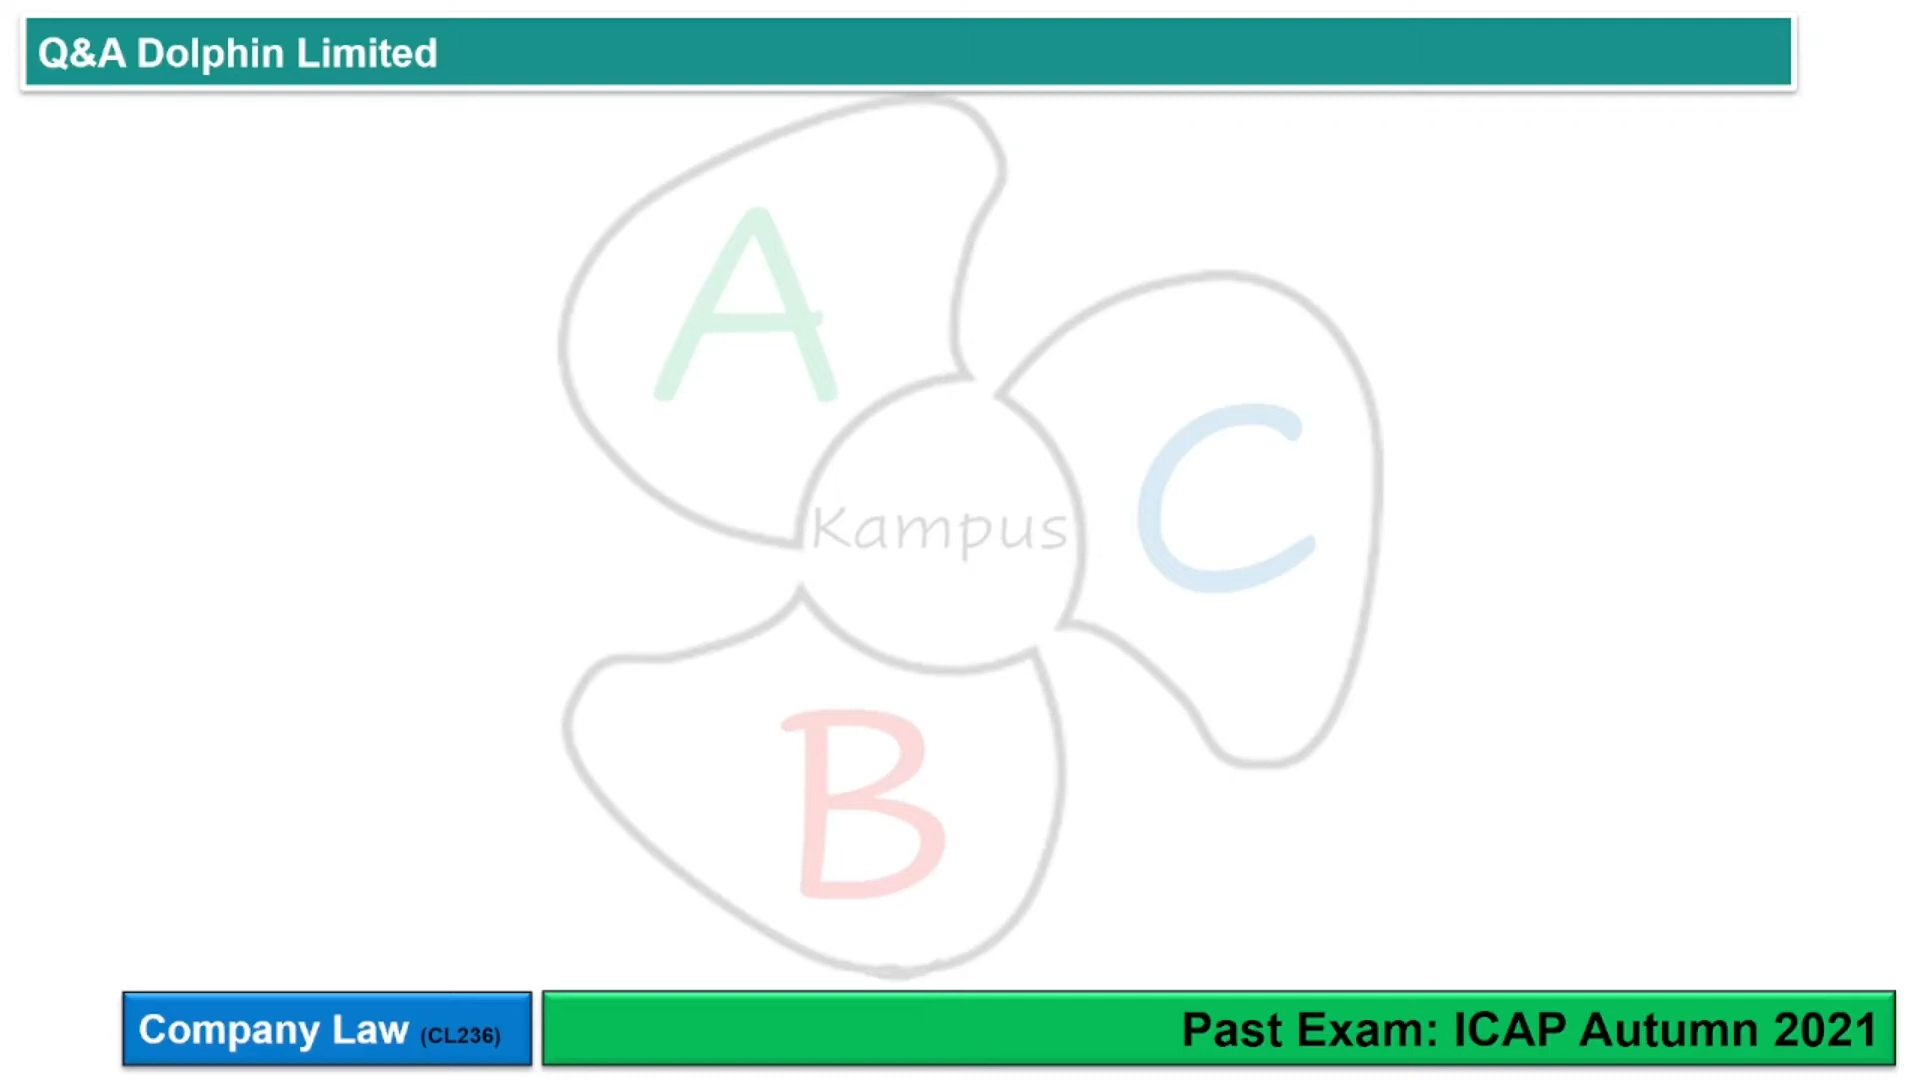 Q&A Dolphin Limited
A
C
Kampus
B
Company Law (CL236)
Past Exam: ICAP Autumn 2021